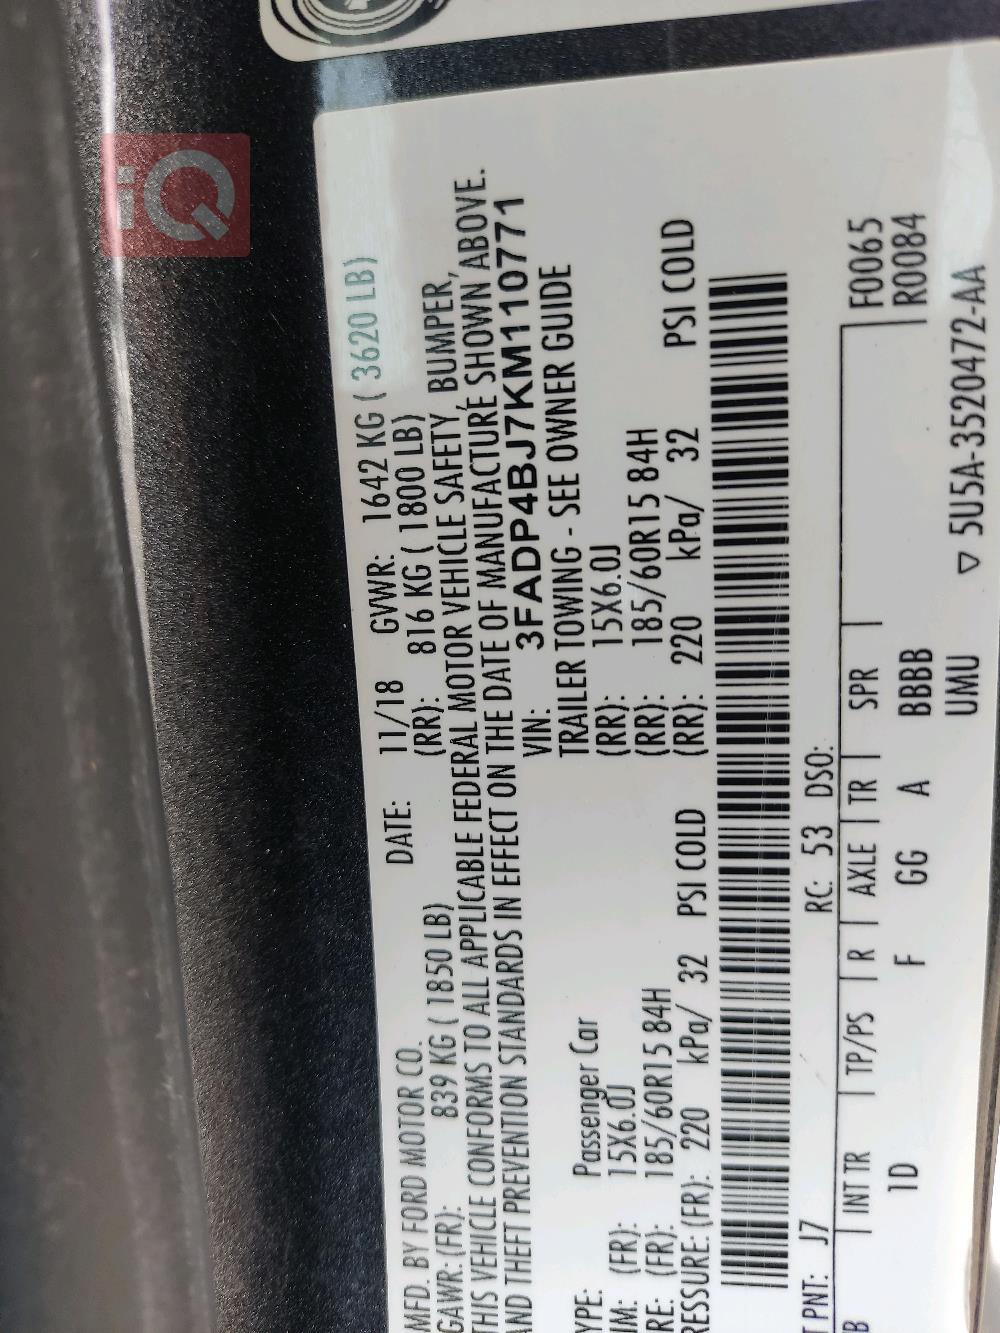 MFD. BY FORD MOTOR CO. DATE: 11/18 GVWR: 1642 KG ( 3620 LB)
GAWR: (FR): 839 KG ( 1850 LB) (RR): 816 KG ( 1800 LB)
THIS VEHICLE CONFORMS TO ALL APPLICABLE FEDERAL MOTOR VEHICLE SAFETY, BUMPER,
AND THEFT PREVENTION STANDARDS IN EFFECT ON THE DATE OF MANUFACTURE SHOWN ABOVE.
VIN: 3FADP4BJ7KM110771
YPE: Passenger Car TRAILER TOWING - SEE OWNER GUIDE
IM: (FR): 15X6.0J (RR): 15X6.0J
RE: (FR): 185/60R15 84H (RR): 185/60R15 84H
RESSURE: (FR): 220 kPa/ 32 PSI COLD (RR): 220 kPa/ 32 PSI COLD
T PNT: J7 RC: 53 DSO:
B INT TR TP/PS R AXLE TR SPR F0065
1D F GG A BBBB R0084
UMU ▽ 5U5A-3520472-AA
iQ